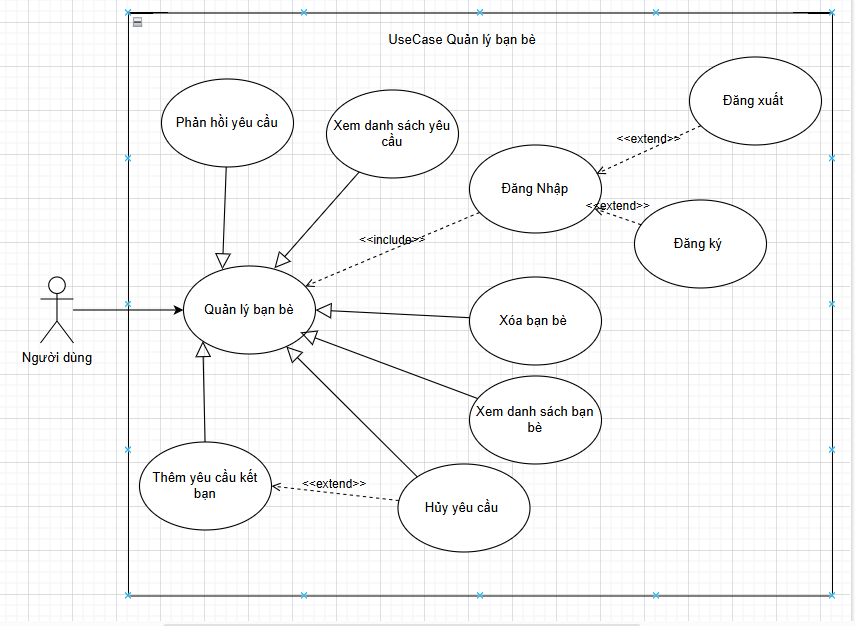 UseCase Quản lý bạn bè
Đăng xuất
Phản hồi yêu cầu
Xem danh sách yêu
cầu
<<extend>>
Đăng Nhập
<<extend>>
Đăng ký
<<include>>
Quản lý bạn bè
Xóa bạn bè
Người dùng
Xem danh sách bạn
bè
Thêm yêu cầu kết
bạn
<<extend>>
Hủy yêu cầu